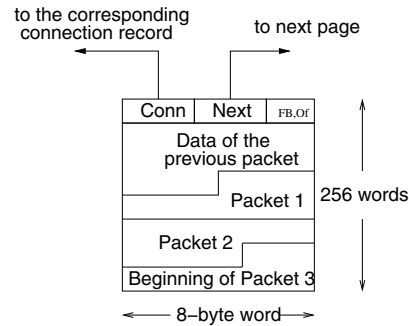 to the corresponding
connection record
to next page
Conn Next FB,Of
Data of the
previous packet
Packet 1
256 words
Packet 2
Beginning of Packet 3
8-byte word